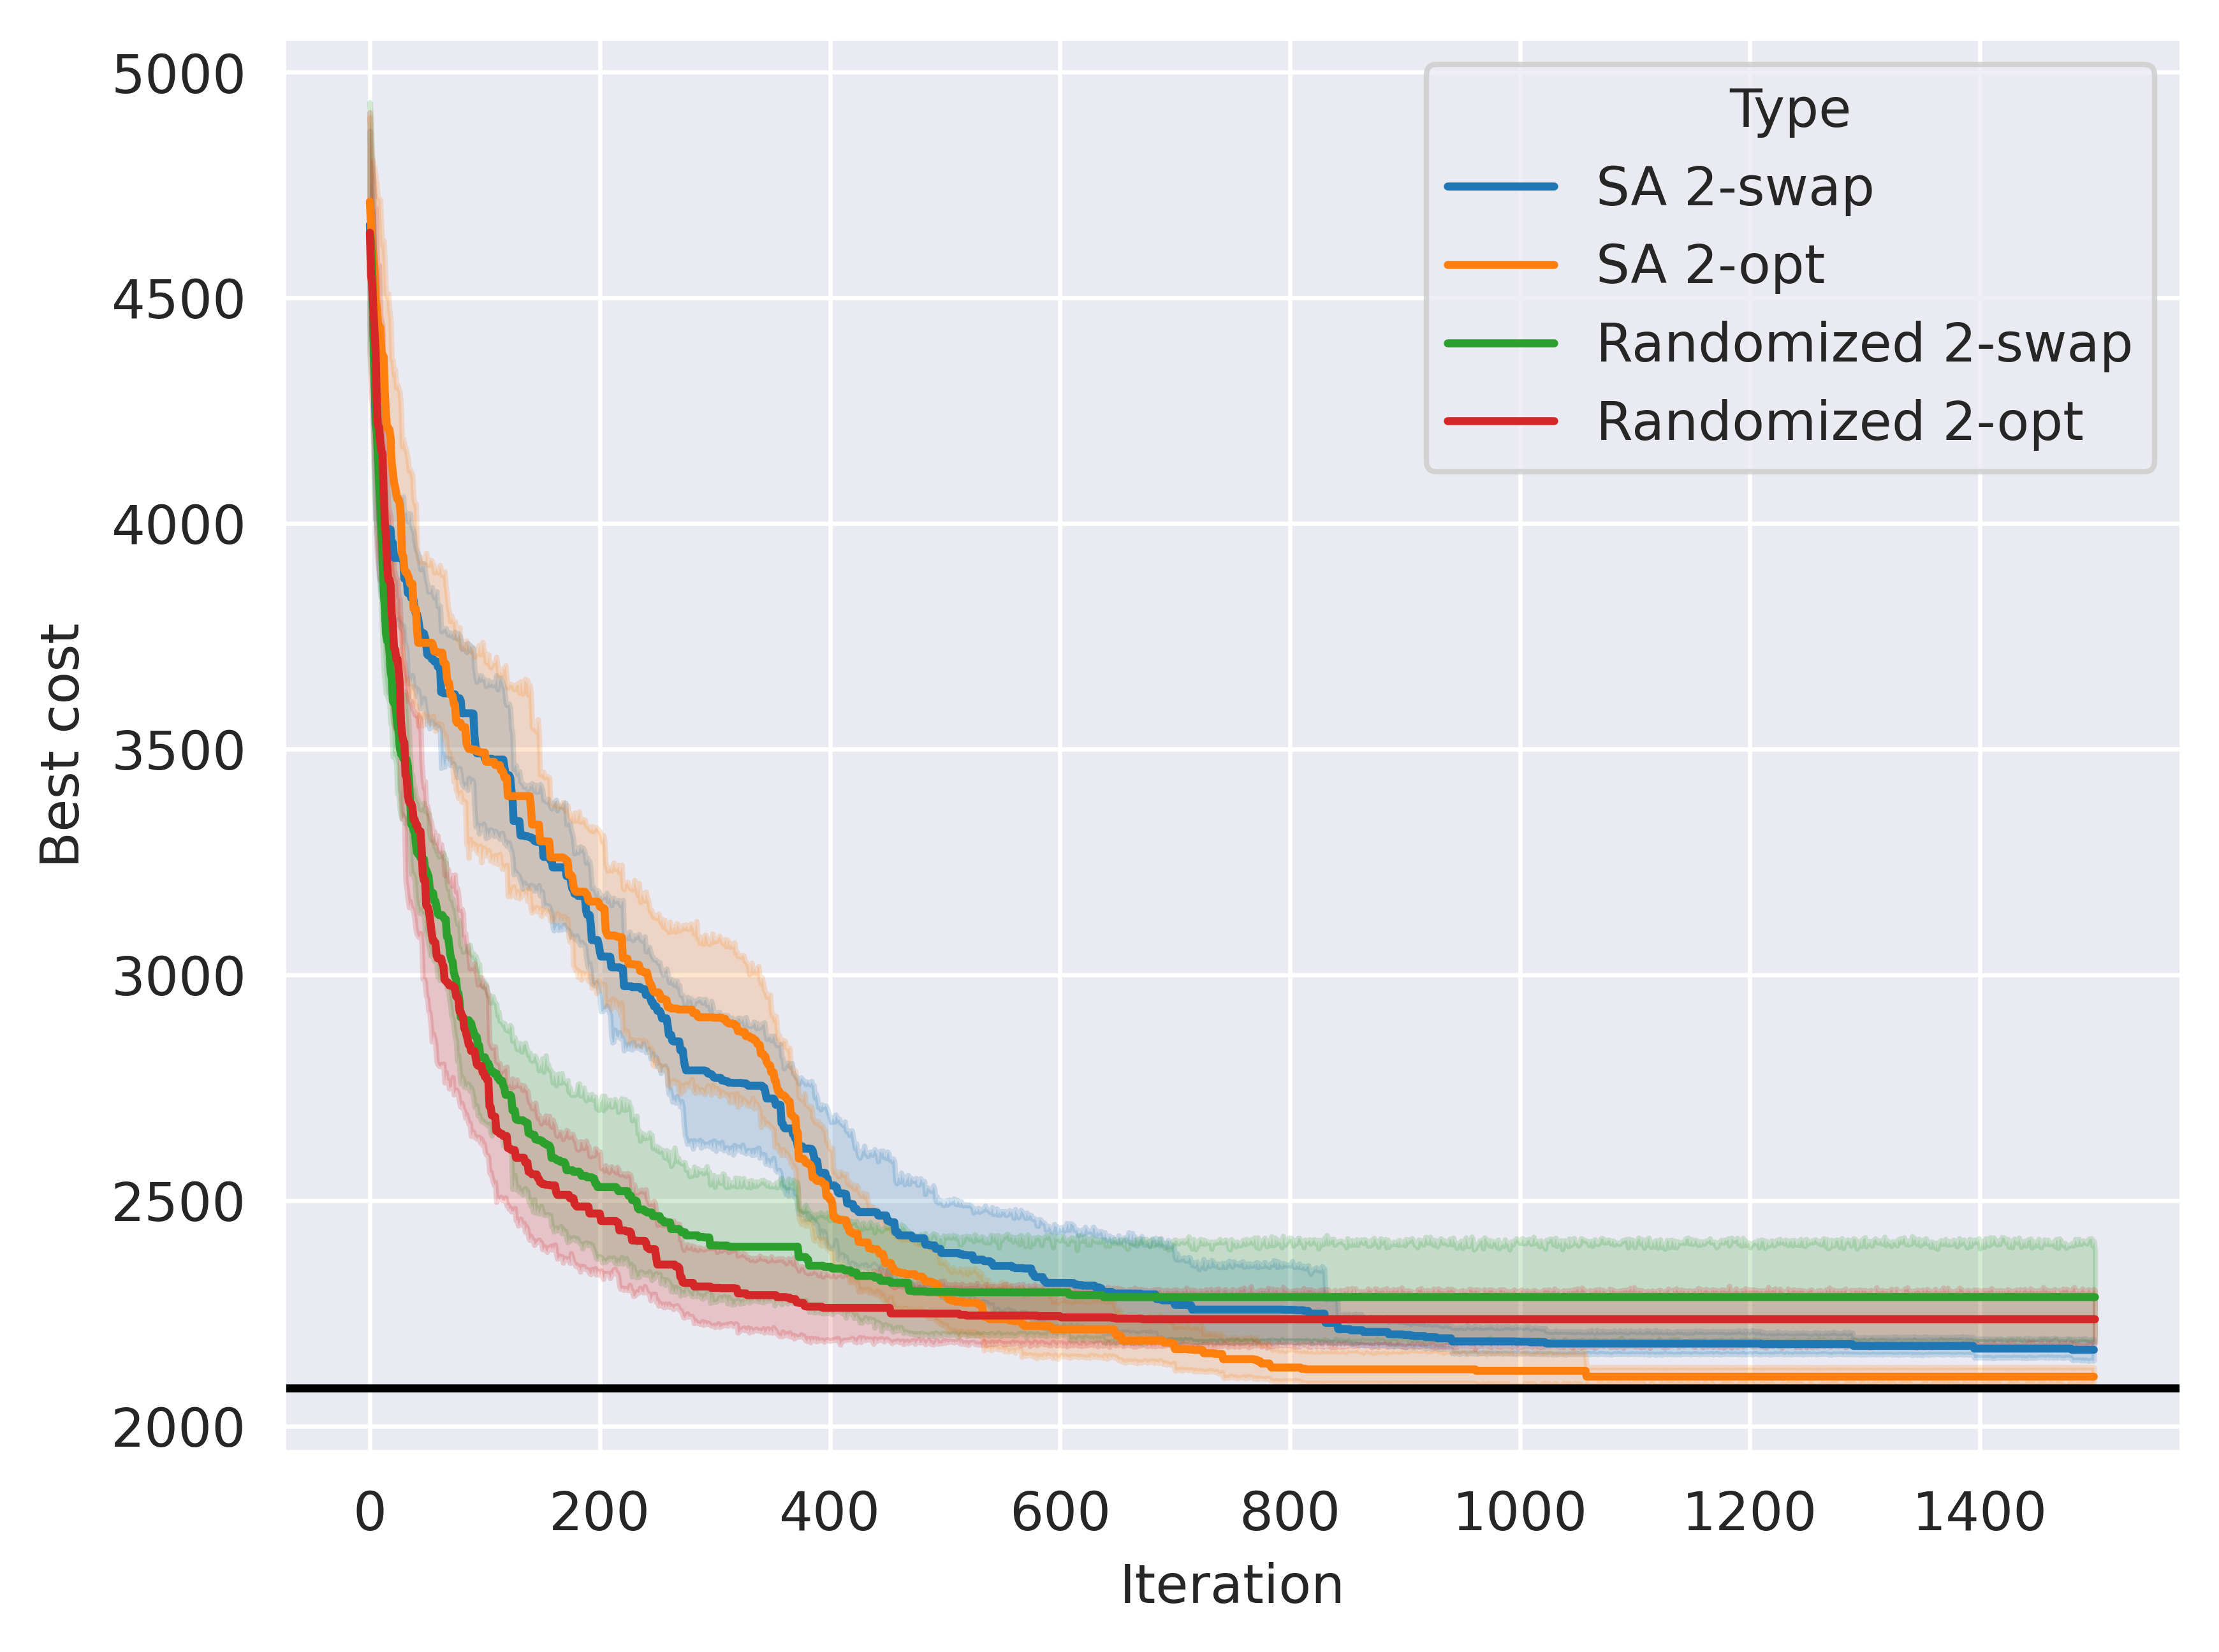 5000
4500
4000
3500
3000
2500
2000
Best cost
Type
SA 2-swap
SA 2-opt
Randomized 2-swap
Randomized 2-opt
0 200 400 600 800 1000 1200 1400
Iteration